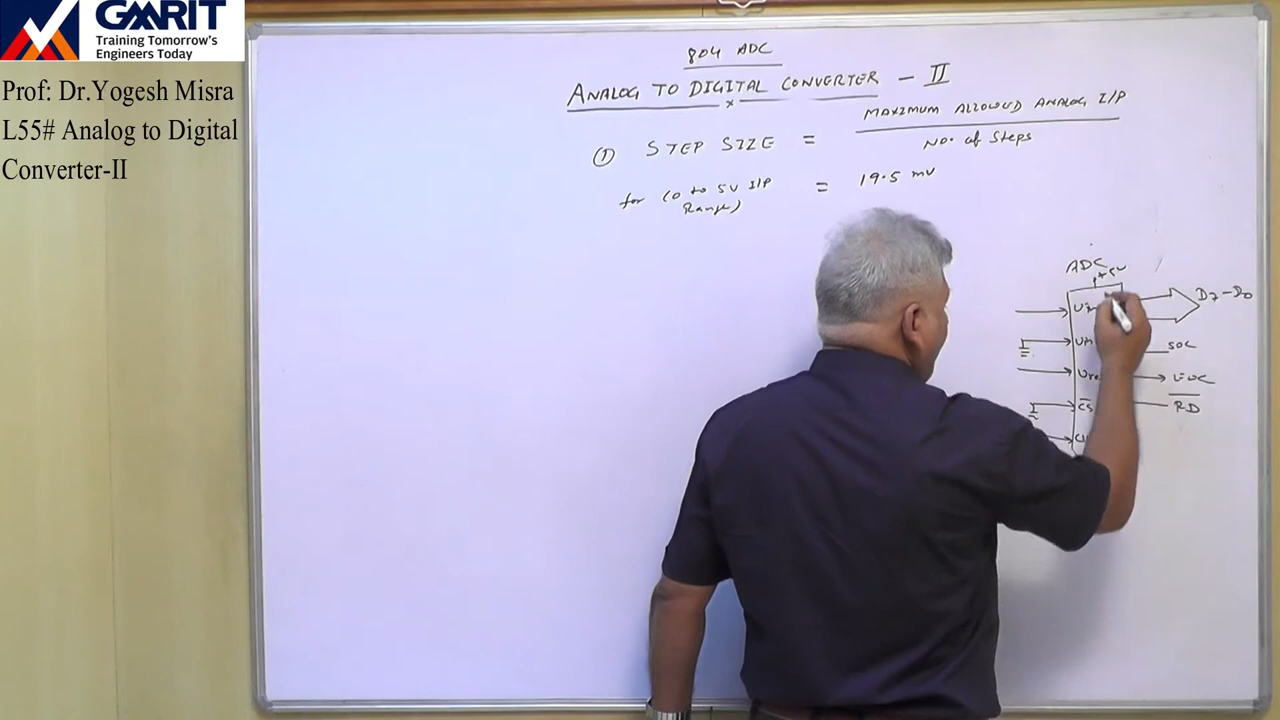 GMRIT
Training Tomorrow's
Engineers Today
Prof: Dr.Yogesh Misra
L55# Analog to Digital
Converter-II
804 ADC
ANALOG TO DIGITAL CONVERTER - II
① STEP SIZE = MAXIMUM ALLOWED ANALOG I/P
No. of Steps
for (0 to 5V I/P = 19.5 mV
Range)
ADC
+5V
D7-D0
SOC
EOC
CS
RD